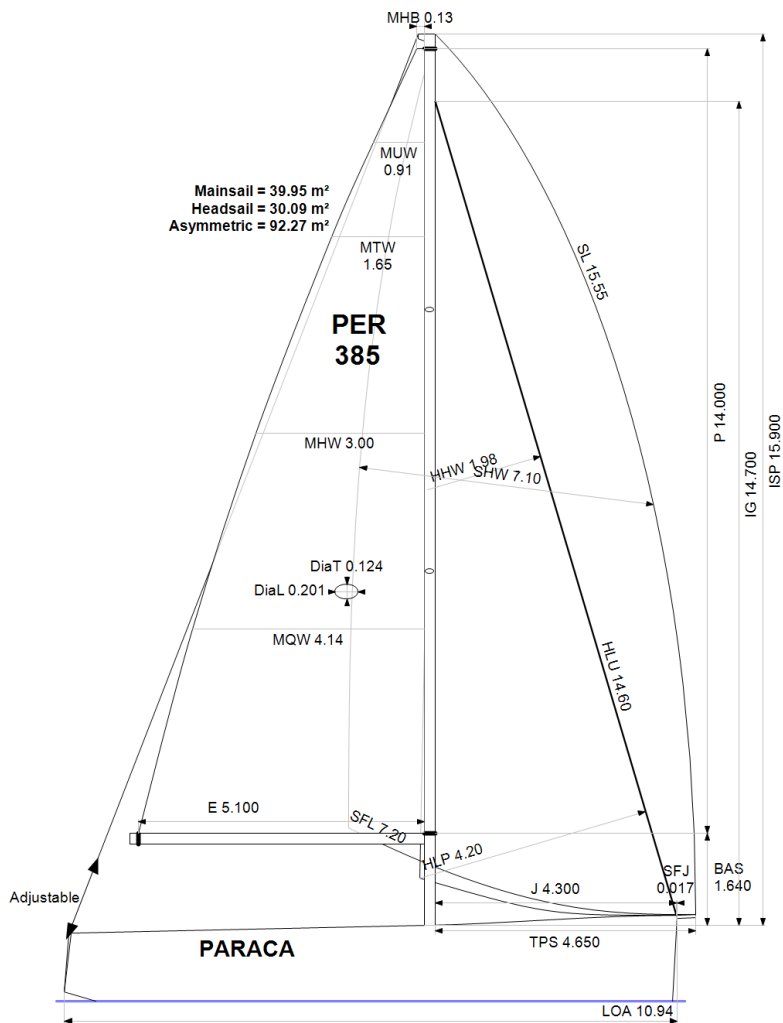 MHB 0.13
MUW
0.91
Mainsail = 39.95 m²
Headsail = 30.09 m²
Asymmetric = 92.27 m²
MTW
1.65
SL 15.55
PER
385
P 14.000
IG 14.700
ISP 15.900
MHW 3.00
HHW 1.98
SHW 7.10
DiaT 0.124
DiaL 0.201
MQW 4.14
HLU 14.60
E 5.100
SFL 7.20
HLP 4.20
SFJ
0.017
BAS
1.640
J 4.300
Adjustable
PARACA
TPS 4.650
LOA 10.94